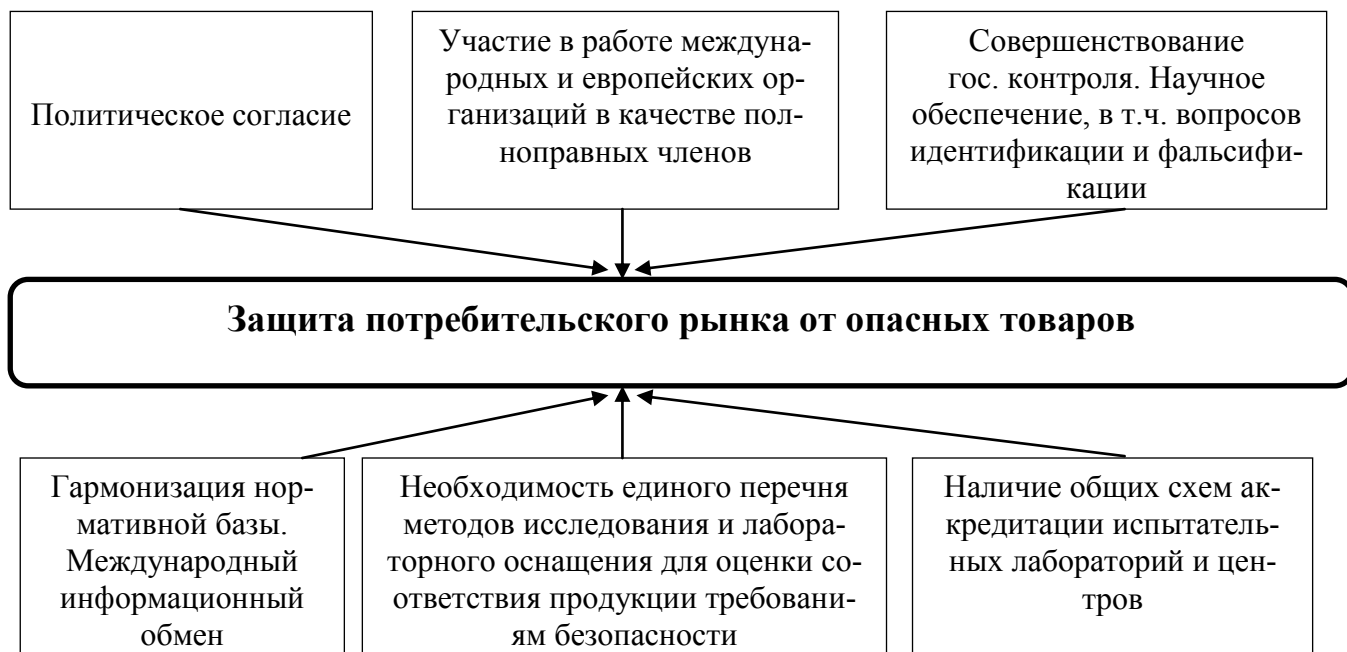 Политическое согласие
Участие в работе междуна-
родных и европейских ор-
ганизаций в качестве пол-
ноправных членов
Совершенствование
гос. контроля. Научное
обеспечение, в т.ч. вопросов
идентификации и фальсифи-
кации
Защита потребительского рынка от опасных товаров
Гармонизация нор-
мативной базы.
Международный
информационный
обмен
Необходимость единого перечня
методов исследования и лабора-
торного оснащения для оценки со-
ответствия продукции требовани-
ям безопасности
Наличие общих схем ак-
кредитации испытатель-
ных лабораторий и цен-
тров